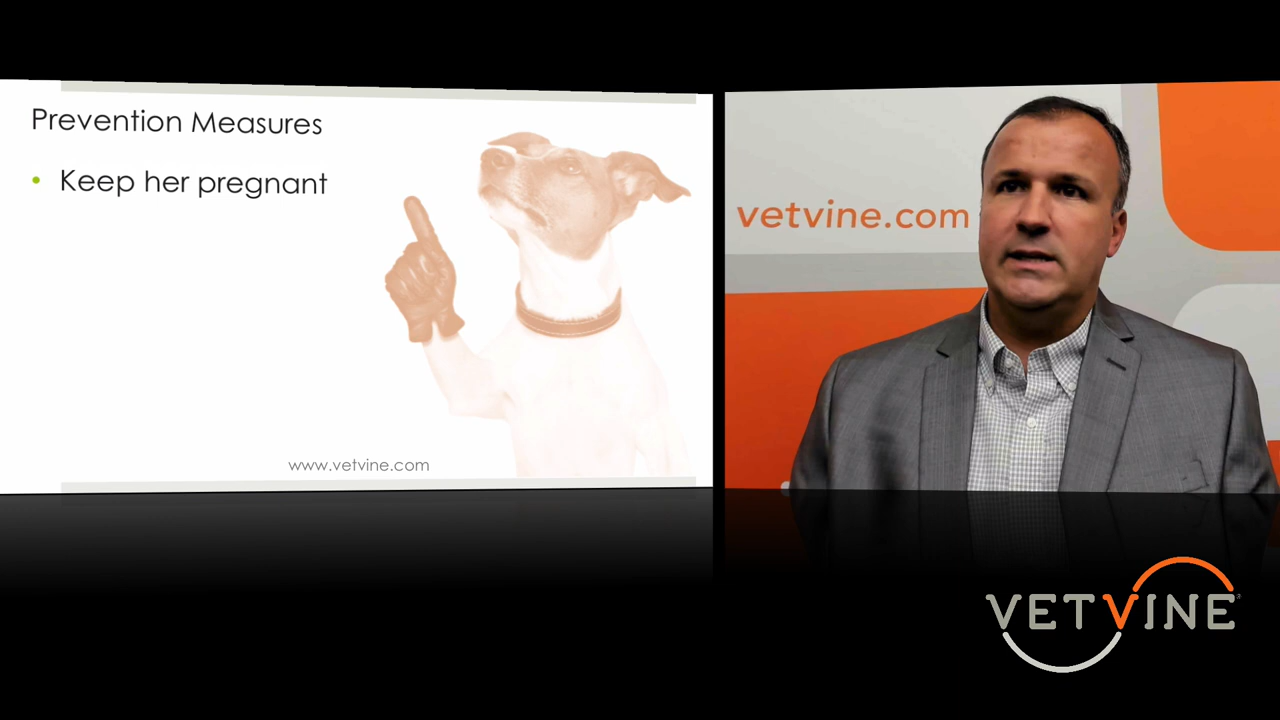 Prevention Measures
• Keep her pregnant
www.vetvine.com
vetvine.com
VETVINE